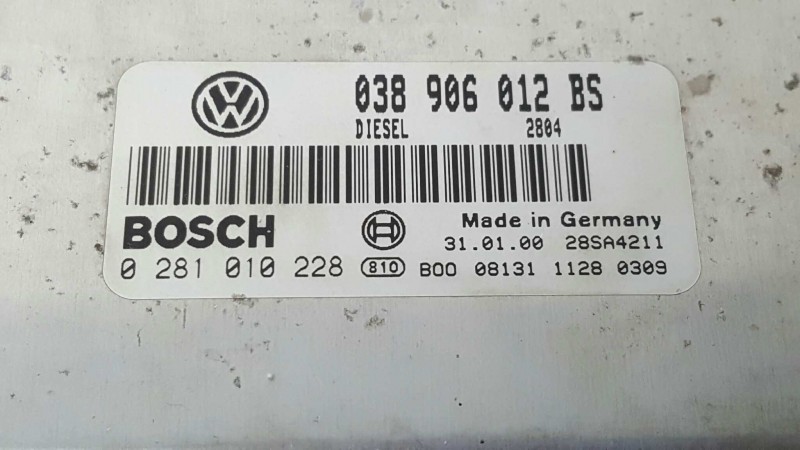 VW 038 906 012 BS
DIESEL 2804
BOSCH Made in Germany
31.01.00 28SA4211
0 281 010 228 810 B00 08131 1128 0309